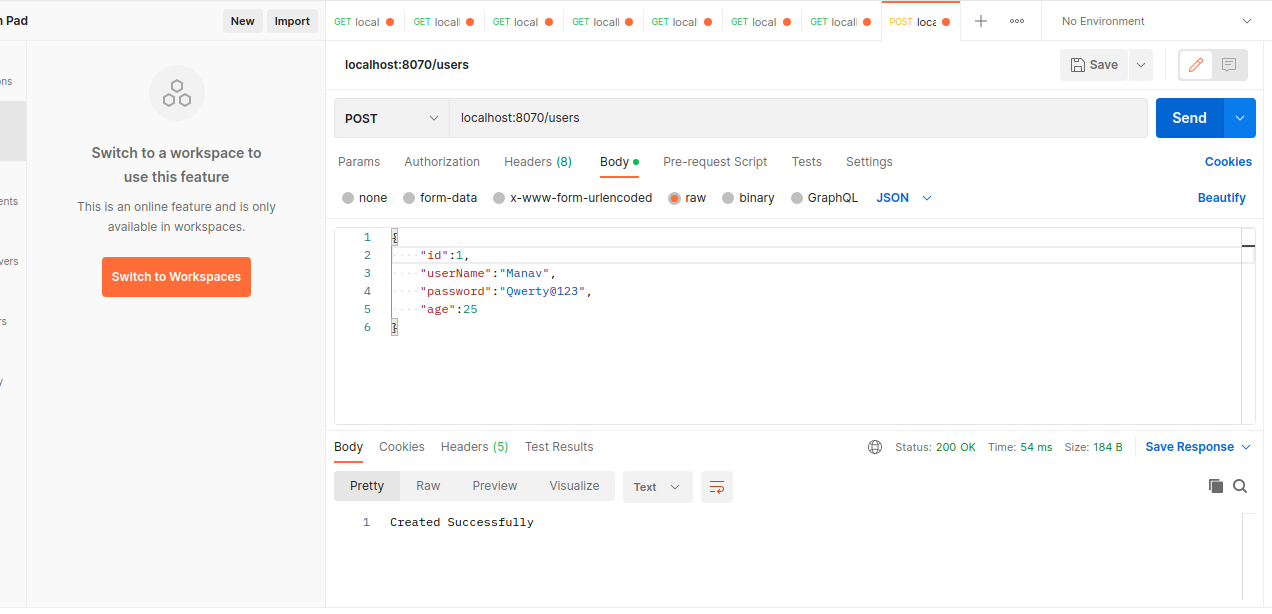 n Pad
New
Import
GET local
GET local
GET local
GET local
GET local
GET local
GET local
POST loca
No Environment
ons
ents
vers
rs
y
Switch to a workspace to
use this feature
This is an online feature and is only
available in workspaces.
Switch to Workspaces
localhost:8070/users
Save
POST
localhost:8070/users
Send
Params
Authorization
Headers (8)
Body
Pre-request Script
Tests
Settings
Cookies
none
form-data
x-www-form-urlencoded
raw
binary
GraphQL
JSON
Beautify
1 {
2 "id":1,
3 "userName":"Manav",
4 "password":"Qwerty@123",
5 "age":25
6 }
Body
Cookies
Headers (5)
Test Results
Status: 200 OK
Time: 54 ms
Size: 184 B
Save Response
Pretty
Raw
Preview
Visualize
Text
1 Created Successfully